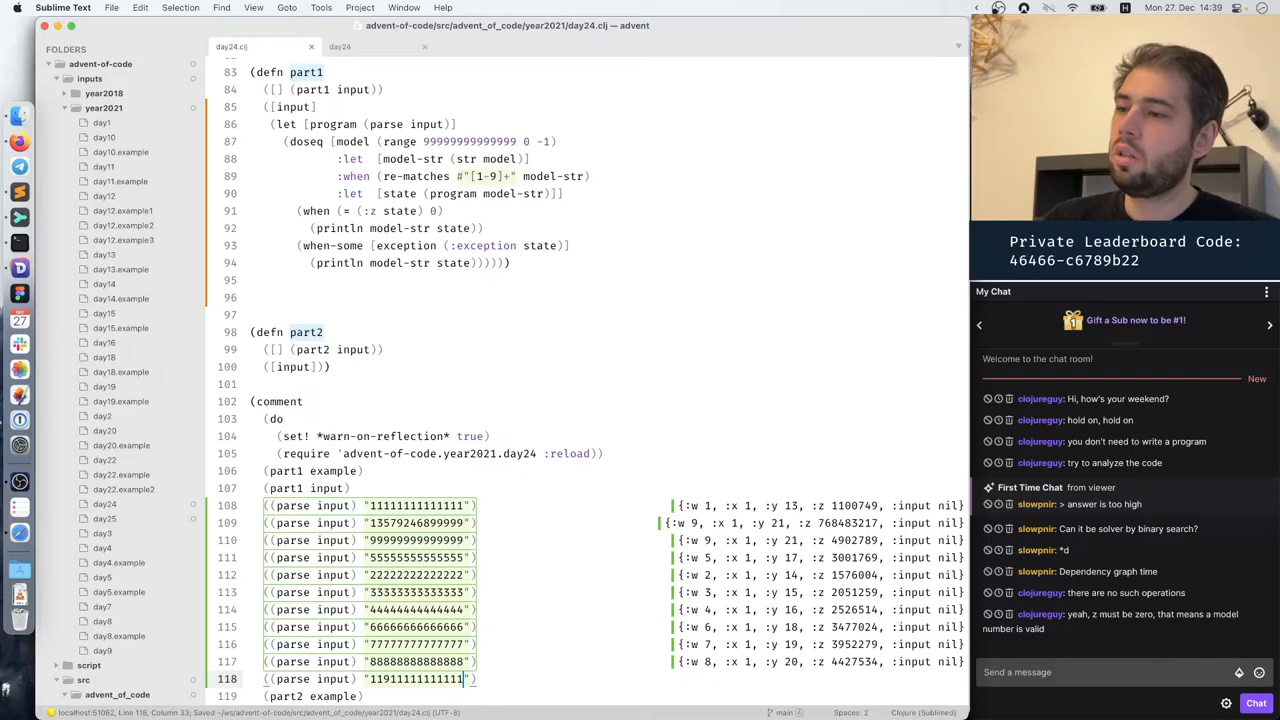 Sublime Text File Edit Selection Find View Goto Tools Project Window Help
Mon 27. Dec 14:39
advent-of-code/src/advent_of_code/year2021/day24.clj — advent
FOLDERS
advent-of-code
inputs
year2018
year2021
day1
day10
day10.example
day11
day11.example
day12
day12.example1
day12.example2
day12.example3
day13
day13.example
day14
day14.example
day15
day15.example
day16
day18
day18.example
day19
day19.example
day2
day20
day20.example
day22
day22.example
day22.example2
day24
day25
day3
day4
day4.example
day5
day5.example
day7
day6
day8
day8.example
day9
script
src
advent_of_code
day24.clj
day24
83 (defn part1
84 ([] (part1 input))
85 ([input]
86 (let [program (parse input)]
87 (doseq [model (range 99999999999999 0 -1)
88 :let [model-str (str model)]
89 :when (re-matches #"[1-9]+" model-str)
90 :let [state (program model-str)]]
91 (when (= (:z state) 0)
92 (println model-str state))
93 (when-some [exception (:exception state)]
94 (println model-str state))))))
95
96
97
98 (defn part2
99 ([] (part2 input))
100 ([input]))
101
102 (comment
103 (do
104 (set! *warn-on-reflection* true)
105 (require 'advent-of-code.year2021.day24 :reload))
106 (part1 example)
107 (part1 input)
108 ((parse input) "11111111111111") {:w 1, :x 1, :y 13, :z 1100749, :input nil}
109 ((parse input) "13579246899999") {:w 9, :x 1, :y 21, :z 768483217, :input nil}
110 ((parse input) "99999999999999") {:w 9, :x 1, :y 21, :z 4902789, :input nil}
111 ((parse input) "55555555555555") {:w 5, :x 1, :y 17, :z 3001769, :input nil}
112 ((parse input) "22222222222222") {:w 2, :x 1, :y 14, :z 1576004, :input nil}
113 ((parse input) "33333333333333") {:w 3, :x 1, :y 15, :z 2051259, :input nil}
114 ((parse input) "44444444444444") {:w 4, :x 1, :y 16, :z 2526514, :input nil}
115 ((parse input) "66666666666666") {:w 6, :x 1, :y 18, :z 3477024, :input nil}
116 ((parse input) "77777777777777") {:w 7, :x 1, :y 19, :z 3952279, :input nil}
117 ((parse input) "88888888888888") {:w 8, :x 1, :y 20, :z 4427534, :input nil}
118 ((parse input) "11911111111111")
119 (part2 example)
localhost:51062, Line 118, Column 33; Saved ~/ws/advent-of-code/src/advent_of_code/year2021/day24.clj (UTF-8)
main 4
Spaces: 2
Clojure (Sublimed)
Private Leaderboard Code:
46466-c6789b22
My Chat
1 Gift a Sub now to be #1!
Welcome to the chat room!
New
clojureguy: Hi, how's your weekend?
clojureguy: hold on, hold on
clojureguy: you don't need to write a program
clojureguy: try to analyze the code
First Time Chat from viewer
slowpnir: > answer is too high
slowpnir: Can it be solver by binary search?
slowpnir: *d
slowpnir: Dependency graph time
clojureguy: there are no such operations
clojureguy: yeah, z must be zero, that means a model
number is valid
Send a message
Chat